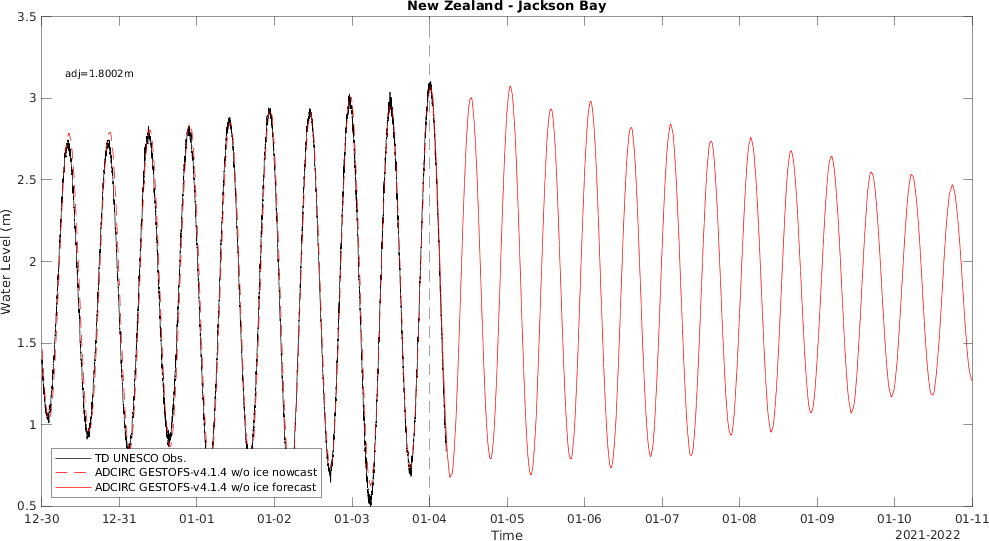 New Zealand - Jackson Bay
3.5
adj=1.8002m
3
2.5
2
Water Level (m)
1.5
1
TD UNESCO Obs.
ADCIRC GESTOFS-v4.1.4 w/o ice nowcast
ADCIRC GESTOFS-v4.1.4 w/o ice forecast
0.5
12-30 12-31 01-01 01-02 01-03 01-04 01-05 01-06 01-07 01-08 01-09 01-10 01-11
Time
2021-2022